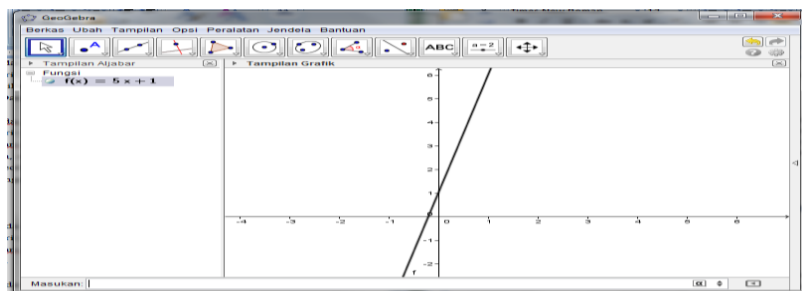 GeoGebra
Berkas Ubah Tampilan Opsi Peralatan Jendela Bantuan
A ABC a=2
Tampilan Aljabar
Tampilan Grafik
Fungsi
f(x) = 5 x + 1
6
5
4
3
2
1
-4 -3 -2 -1 0 1 2 3 4 5 6
-1
-2
f
Masukan:
α